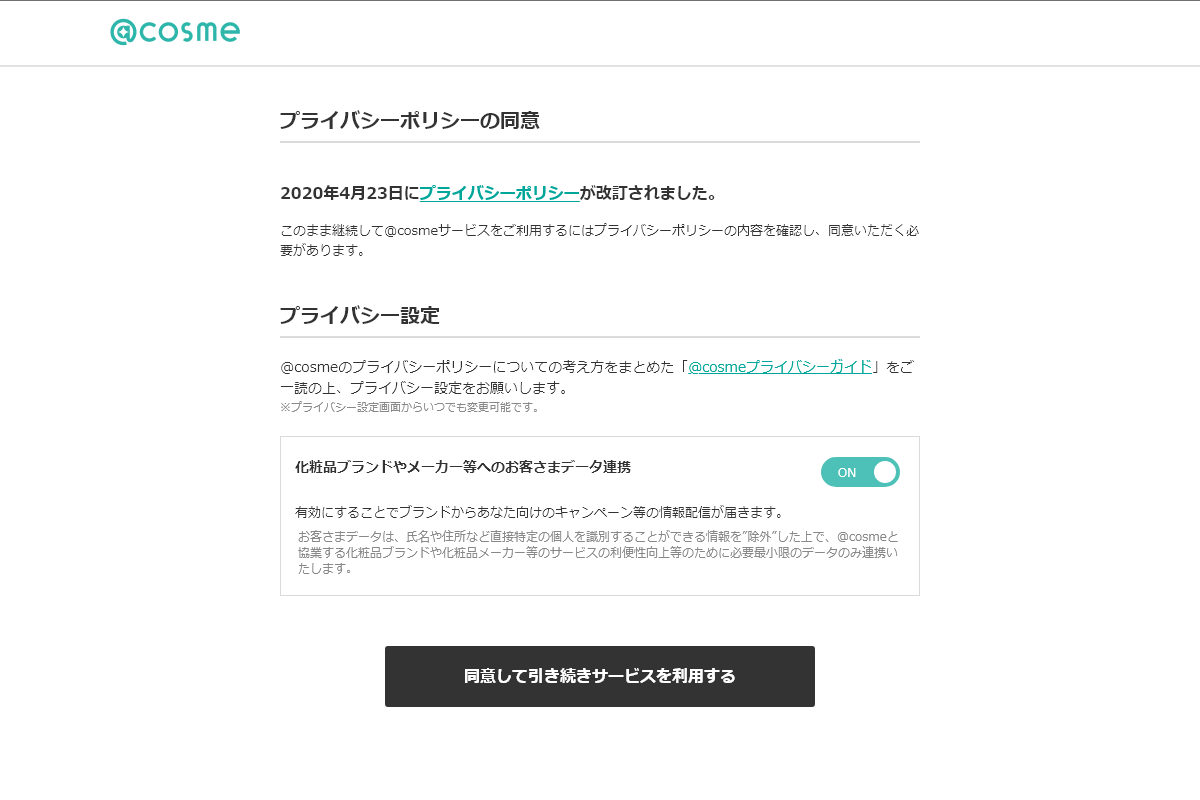 @cosme
プライバシーポリシーの同意
2020年4月23日にプライバシーポリシーが改訂されました。
このまま継続して@cosmeサービスをご利用するにはプライバシーポリシーの内容を確認し、同意いただく必
要があります。
プライバシー設定
@cosmeのプライバシーポリシーについての考え方をまとめた「@cosmeプライバシーガイド」をご
一読の上、プライバシー設定をお願いします。
※プライバシー設定画面からいつでも変更可能です。
化粧品ブランドやメーカー等へのお客さまデータ連携
ON
有効にすることでブランドからあなた向けのキャンペーン等の情報配信が届きます。
お客さまデータは、氏名や住所など直接特定の個人を識別することができる情報を”除外”した上で、@cosmeと
協業する化粧品ブランドや化粧品メーカー等のサービスの利便性向上等のために必要最小限のデータのみ連携い
たします。
同意して引き続きサービスを利用する